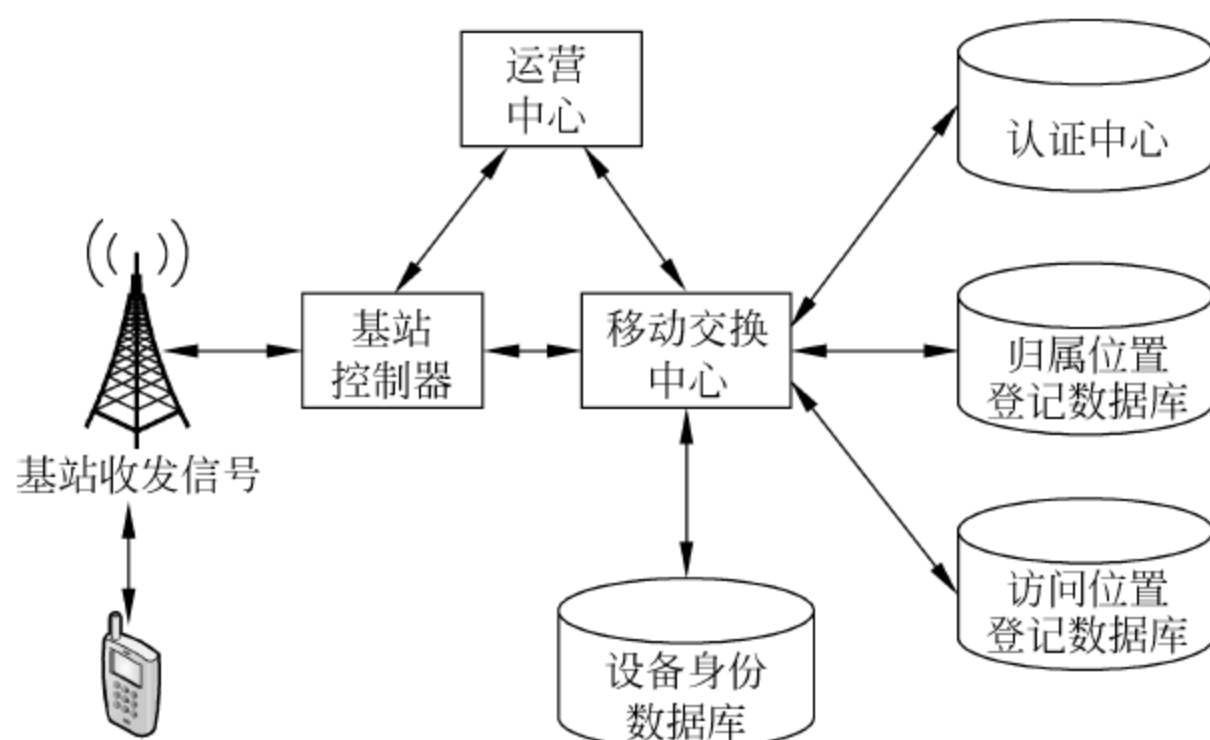 运营
中心
认证中心
基站
控制器
移动交换
中心
归属位置
登记数据库
基站收发信号
访问位置
登记数据库
设备身份
数据库